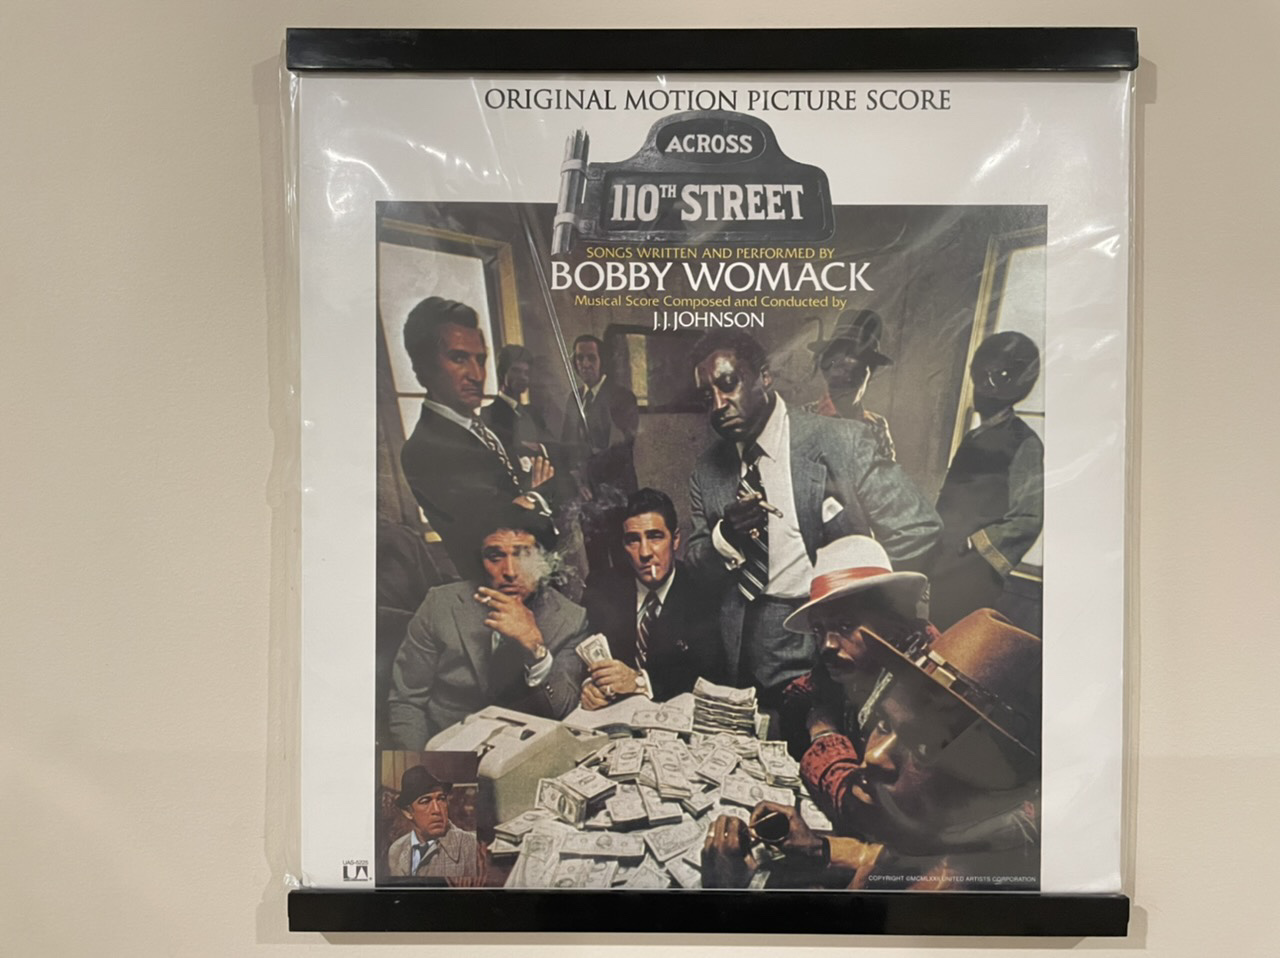 ORIGINAL MOTION PICTURE SCORE
ACROSS
110TH STREET
SONGS WRITTEN AND PERFORMED BY
BOBBY WOMACK
Musical Score Composed and Conducted by
J.J. JOHNSON
UAS-5225
UA
COPYRIGHT ©MCMLXXII UNITED ARTISTS CORPORATION